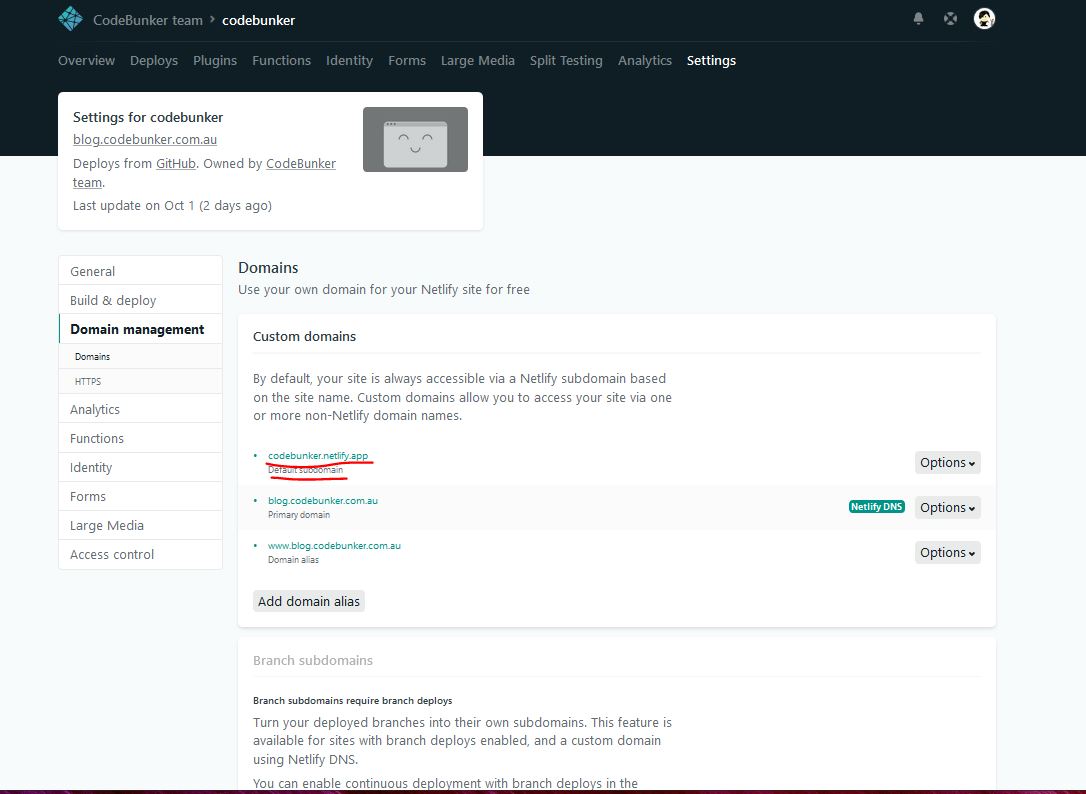 CodeBunker team > codebunker
Overview Deploys Plugins Functions Identity Forms Large Media Split Testing Analytics Settings
Settings for codebunker
blog.codebunker.com.au
Deploys from GitHub. Owned by CodeBunker
team.
Last update on Oct 1 (2 days ago)
General
Build & deploy
Domain management
Domains
HTTPS
Analytics
Functions
Identity
Forms
Large Media
Access control
Domains
Use your own domain for your Netlify site for free
Custom domains
By default, your site is always accessible via a Netlify subdomain based
on the site name. Custom domains allow you to access your site via one
or more non-Netlify domain names.
codebunker.netlify.app
Default subdomain
Options
blog.codebunker.com.au
Primary domain
Netlify DNS
Options
www.blog.codebunker.com.au
Domain alias
Options
Add domain alias
Branch subdomains
Branch subdomains require branch deploys
Turn your deployed branches into their own subdomains. This feature is
available for sites with branch deploys enabled, and a custom domain
using Netlify DNS.
You can enable continuous deployment with branch deploys in the